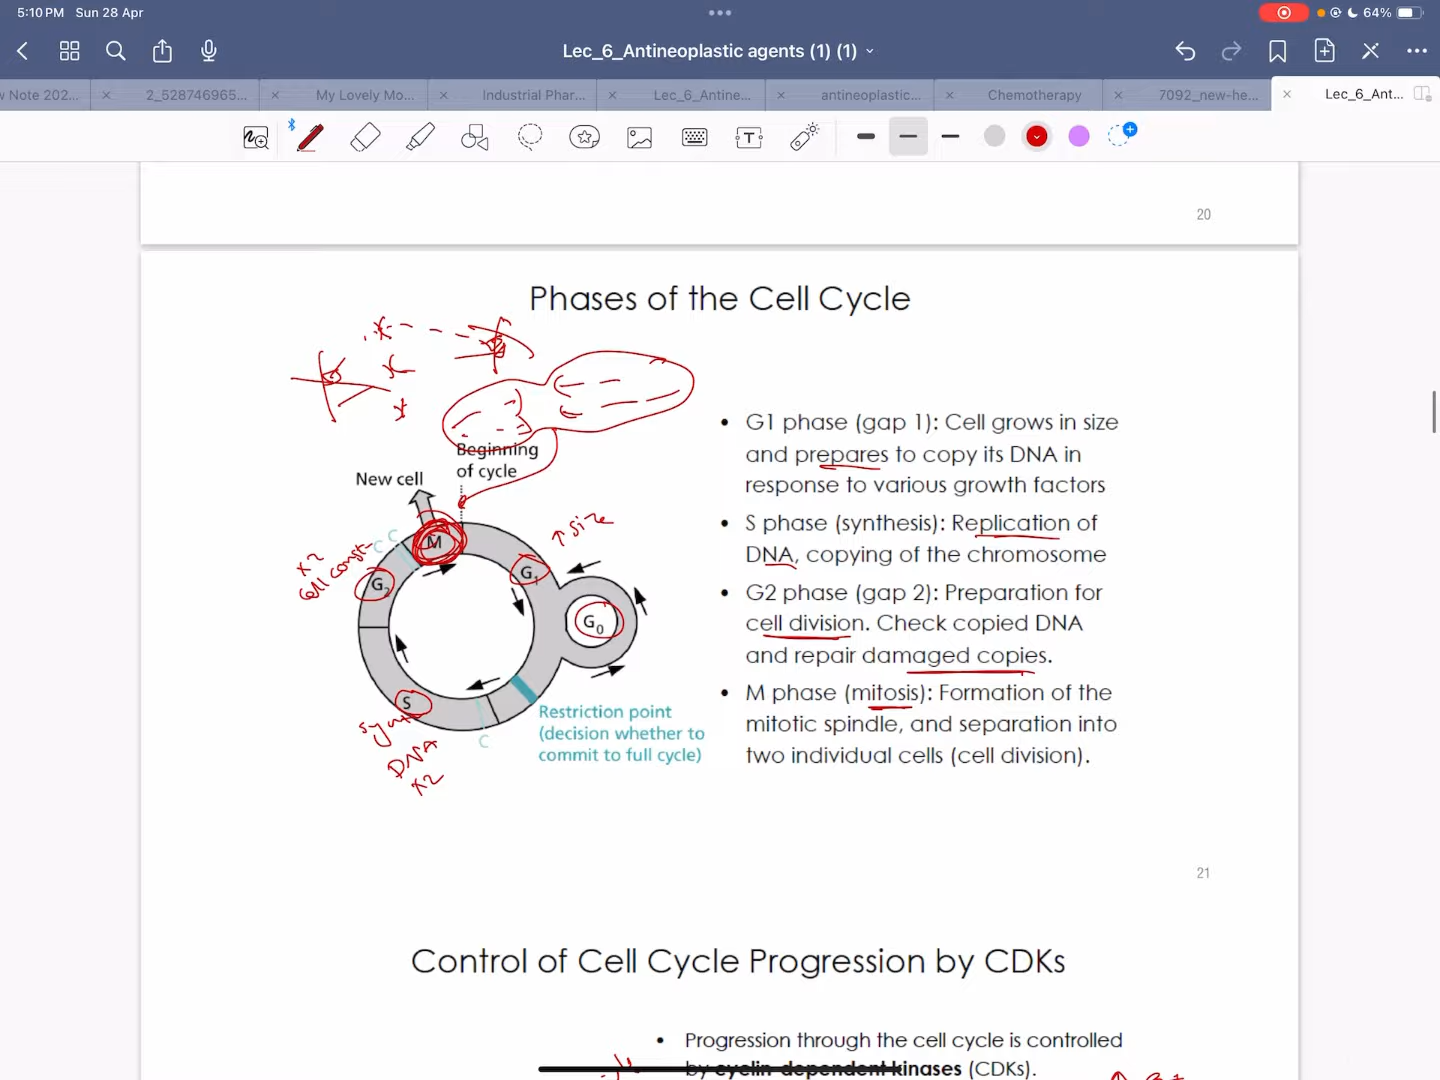 5:10 PM Sun 28 Apr
64%
Lec_6_Antineoplastic agents (1) (1)
w Note 202...
2_528746965...
My Lovely Mo...
Industrial Phar...
Lec_6_Antine...
antineoplastic...
Chemotherapy
7092_new-he...
Lec_6_Ant...
20
Phases of the Cell Cycle
Beginning
of cycle
New cell
M
G1
↑ size
C
C
x2
cell const-
G2
G0
S
DNA
x2
C
Restriction point
(decision whether to
commit to full cycle)
• G1 phase (gap 1): Cell grows in size
and prepares to copy its DNA in
response to various growth factors
• S phase (synthesis): Replication of
DNA, copying of the chromosome
• G2 phase (gap 2): Preparation for
cell division. Check copied DNA
and repair damaged copies.
• M phase (mitosis): Formation of the
mitotic spindle, and separation into
two individual cells (cell division).
21
Control of Cell Cycle Progression by CDKs
• Progression through the cell cycle is controlled
by cyclin-dependent kinases (CDKs).